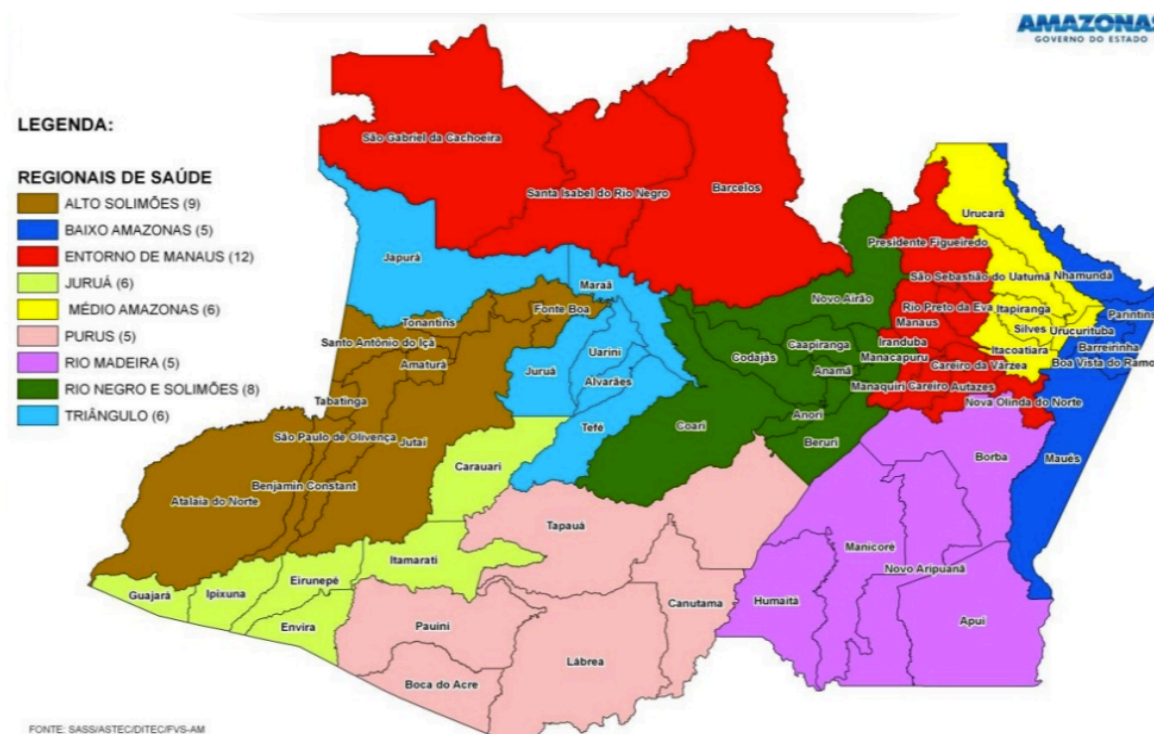 AMAZONAS
GOVERNO DO ESTADO
LEGENDA:
REGIONAIS DE SAÚDE
ALTO SOLIMÕES (9)
BAIXO AMAZONAS (5)
ENTORNO DE MANAUS (12)
JURUÁ (6)
MÉDIO AMAZONAS (6)
PURUS (5)
RIO MADEIRA (5)
RIO NEGRO E SOLIMÕES (8)
TRIÂNGULO (6)
São Gabriel da Cachoeira
Santa Isabel do Rio Negro
Barcelos
Urucará
Japurá
Presidente Figueiredo
São Sebastião do Uatumã
Nhamundá
Maraã
Novo Airão
Rio Preto da Eva
Itapiranga
Parintins
Fonte Boa
Tonantins
Manaus
Silves
Urucurituba
Santo Antônio do Içá
Uarini
Codajás
Caapiranga
Iranduba
Itacoatiara
Barreirinha
Amaturá
Juruá
Alvarães
Anamã
Manacapuru
Careiro da Várzea
Boa Vista do Ramo
Manaquiri
Careiro
Autazes
Tabatinga
Nova Olinda do Norte
São Paulo de Olivença
Jutaí
Tefé
Coari
Anori
Beruri
Borba
Maués
Carauari
Benjamin Constant
Atalaia do Norte
Tapauá
Manicoré
Itamarati
Novo Aripuanã
Eirunepé
Guajará
Ipixuna
Envira
Canutama
Humaitá
Pauini
Apuí
Lábrea
Boca do Acre
FONTE: SASS/ASTEC/DITEC/FVS-AM